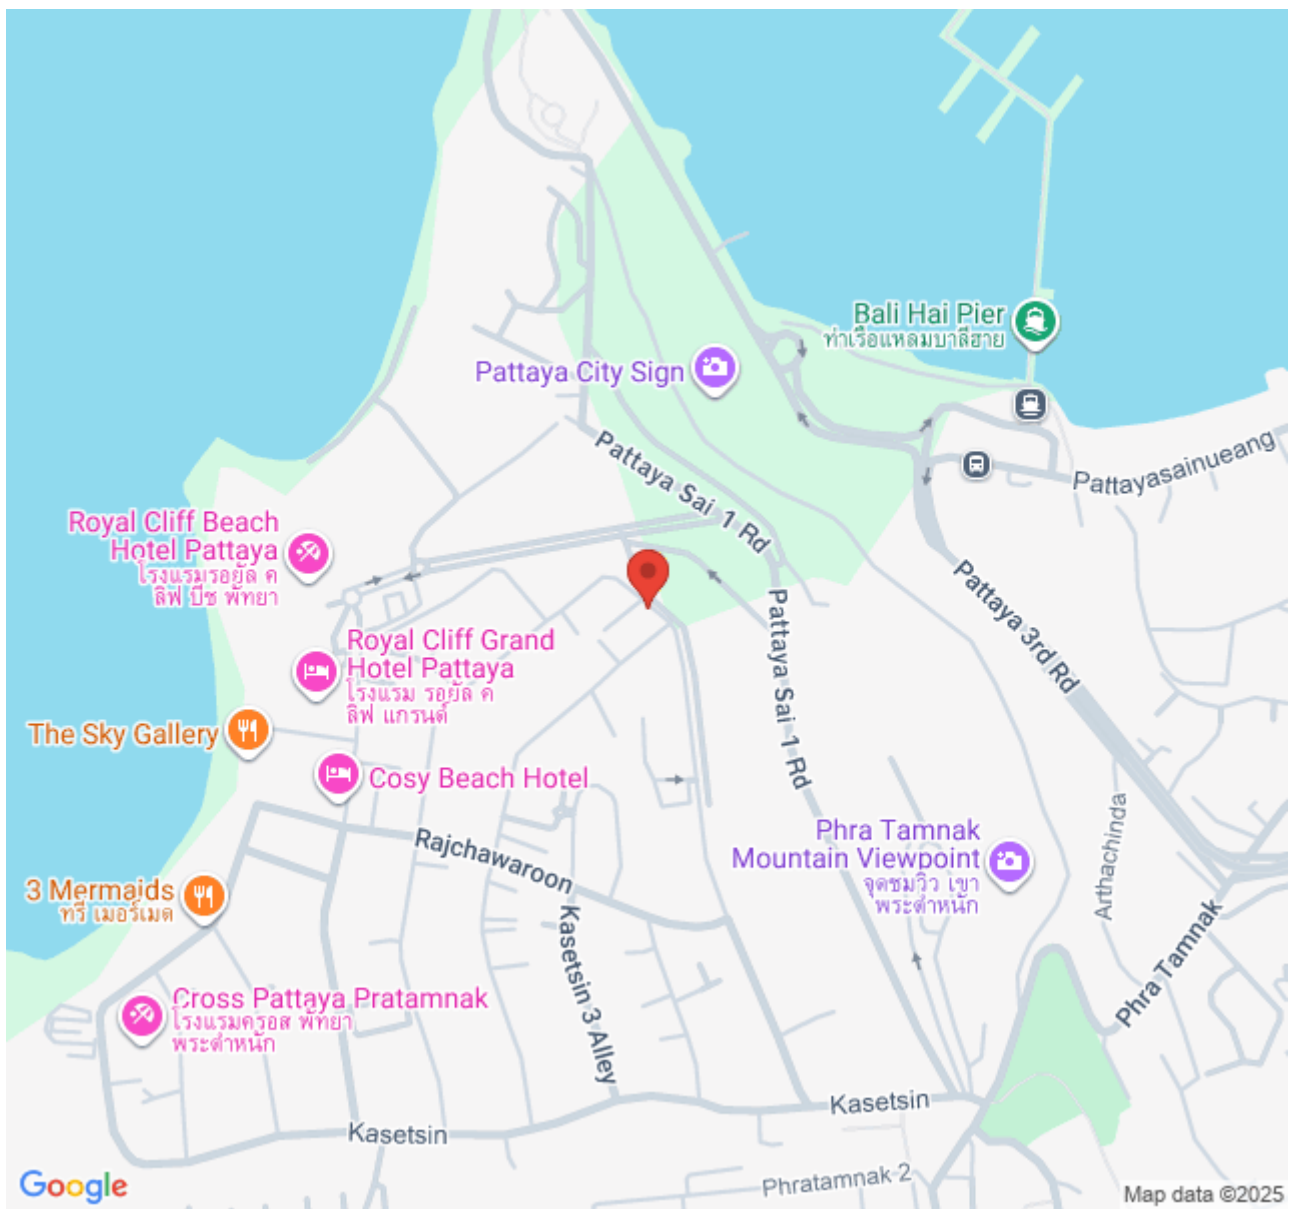 Bali Hai Pier
ท่าเรือแหลมบาลีฮาย
Pattaya City Sign
Pattaya Sai 1 Rd
Pattayasainueang
Royal Cliff Beach
Hotel Pattaya
โรงแรมรอยัล ค
ลิฟ บีช พัทยา
Pattaya 3rd Rd
Pattaya Sai 1 Rd
Royal Cliff Grand
Hotel Pattaya
โรงแรม รอยัล ค
ลิฟ แกรนด์
The Sky Gallery
Cosy Beach Hotel
Rajchawaroon
Phra Tamnak
Mountain Viewpoint
จุดชมวิว เขา
พระตำหนัก
Arthachinda
3 Mermaids
ทรี เมอร์เมด
Kasetsin 3 Alley
Phra Tamnak
Cross Pattaya Pratamnak
โรงแรมครอส พัทยา
พระตำหนัก
Kasetsin
Kasetsin
Phratamnak 2
Google
Map data ©2025